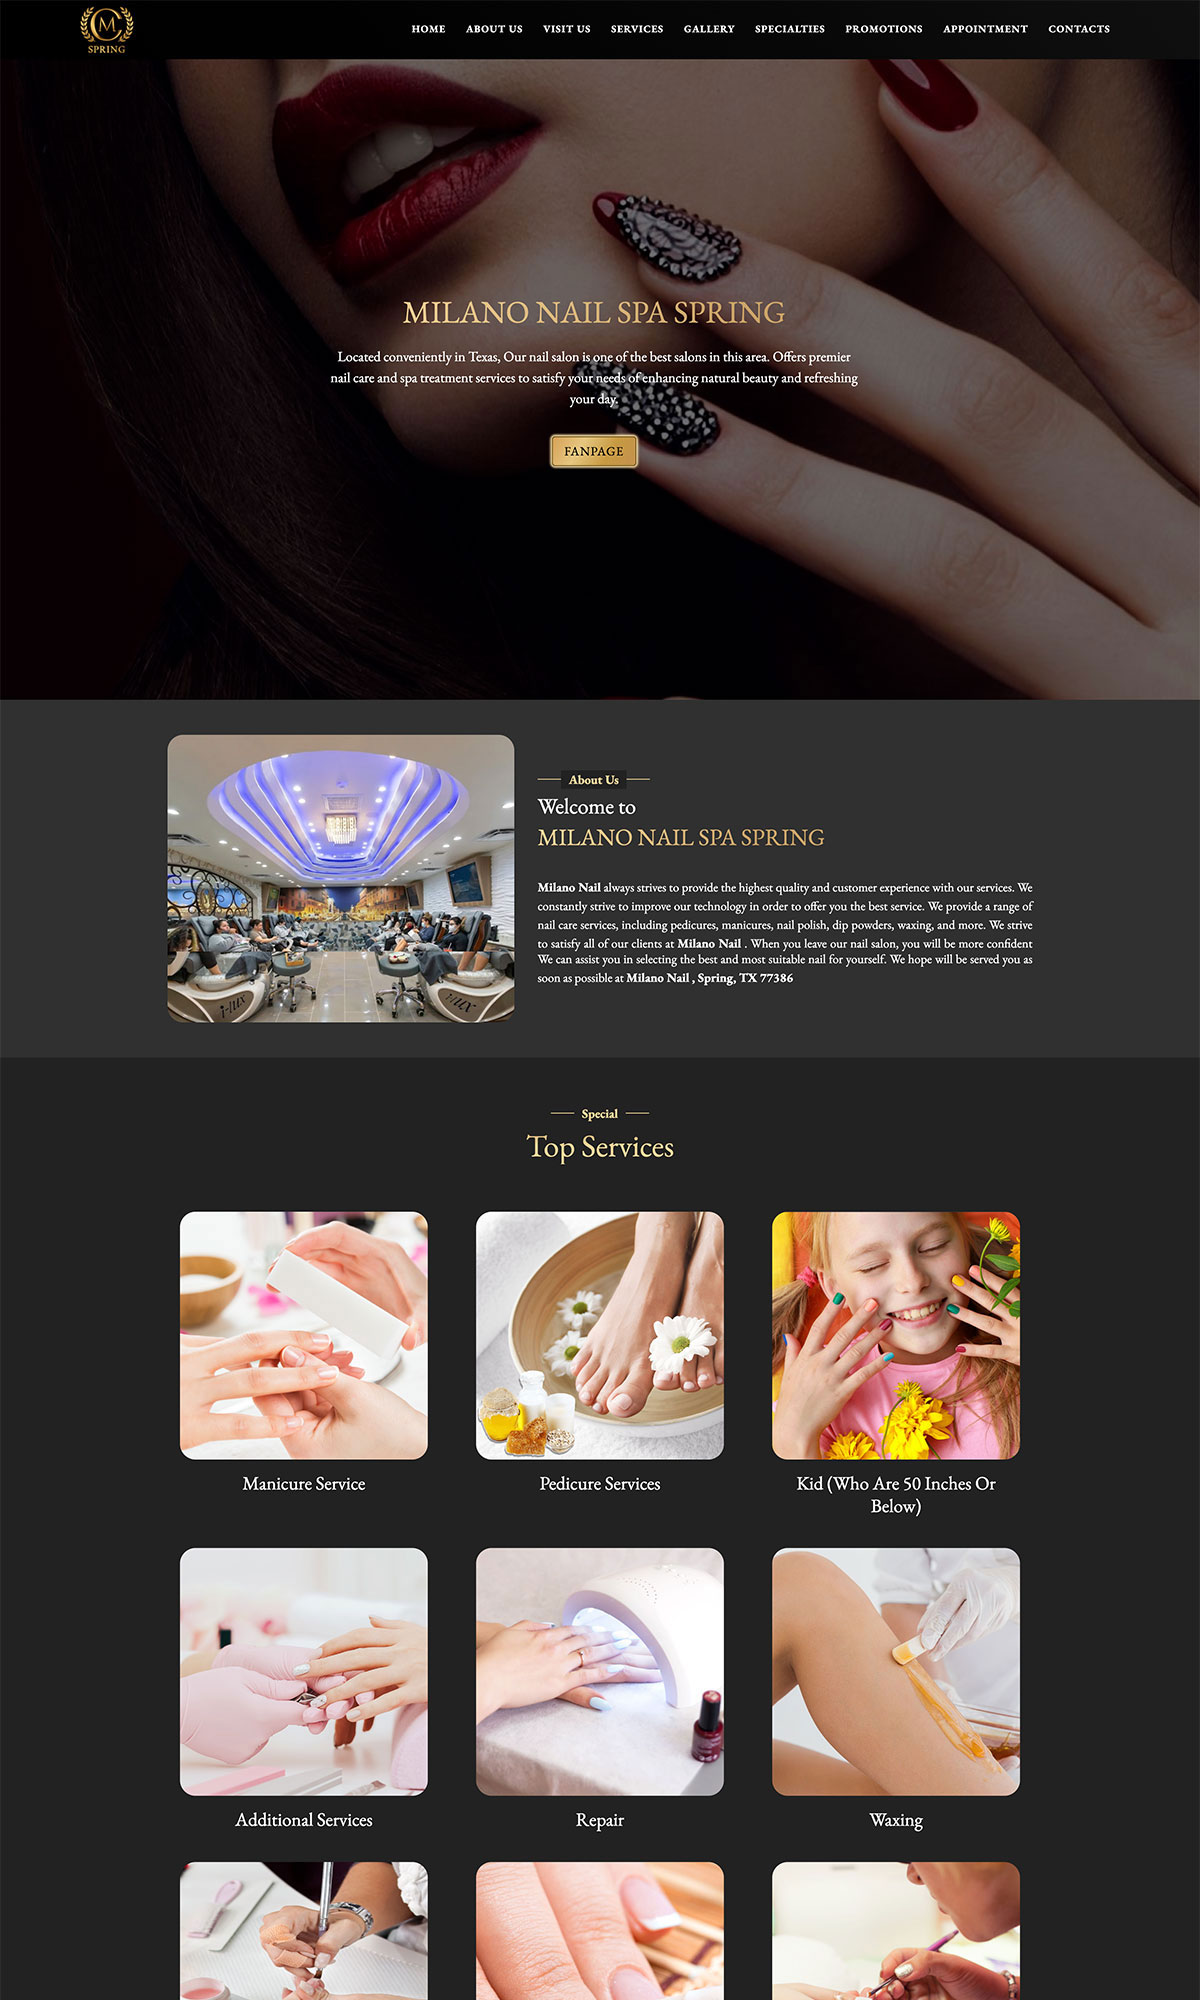 MC
SPRING
HOME ABOUT US VISIT US SERVICES GALLERY SPECIALTIES PROMOTIONS APPOINTMENT CONTACTS
MILANO NAIL SPA SPRING
Located conveniently in Texas, Our nail salon is one of the best salons in this area. Offers premier
nail care and spa treatment services to satisfy your needs of enhancing natural beauty and refreshing
your day.
FANPAGE
About Us
Welcome to
MILANO NAIL SPA SPRING
Milano Nail always strives to provide the highest quality and customer experience with our services. We
constantly strive to improve our technology in order to offer you the best service. We provide a range of
nail care services, including pedicures, manicures, nail polish, dip powders, waxing, and more. We strive
to satisfy all of our clients at Milano Nail . When you leave our nail salon, you will be more confident
We can assist you in selecting the best and most suitable nail for yourself. We hope will be served you as
soon as possible at Milano Nail , Spring, TX 77386
i-lux
i-lux
Special
Top Services
Manicure Service
Pedicure Services
Kid (Who Are 50 Inches Or
Below)
Additional Services
Repair
Waxing